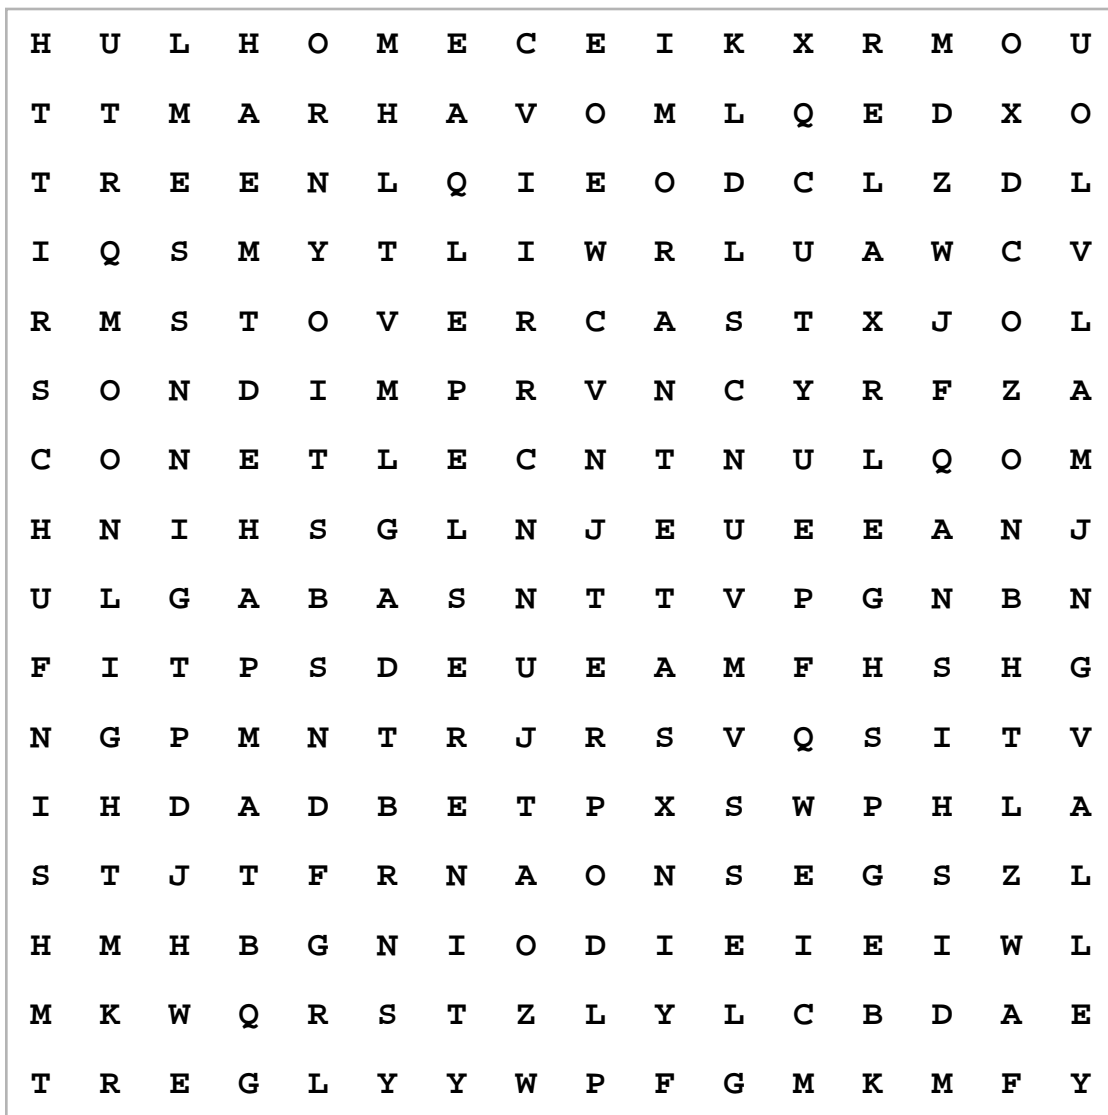 H U L H O M E C E I K X R M O U
T T M A R H A V O M L Q E D X O
T R E E N L Q I E O D C L Z D L
I Q S M Y T L I W R L U A W C V
R M S T O V E R C A S T X J O L
S O N D I M P R V N C Y R F Z A
C O N E T L E C N T N U L Q O M
H N I H S G L N J E U E E A N J
U L G A B A S N T T V P G N B N
F I T P S D E U E A M F H S H G
N G P M N T R J R S V Q S I T V
I H D A D B E T P X S W P H L A
S T J T F R N A O N S E G S Z L
H M H B G N I O D I E I E I W L
M K W Q R S T Z L Y L C B D A E
T R E G L Y Y W P F G M K M F Y